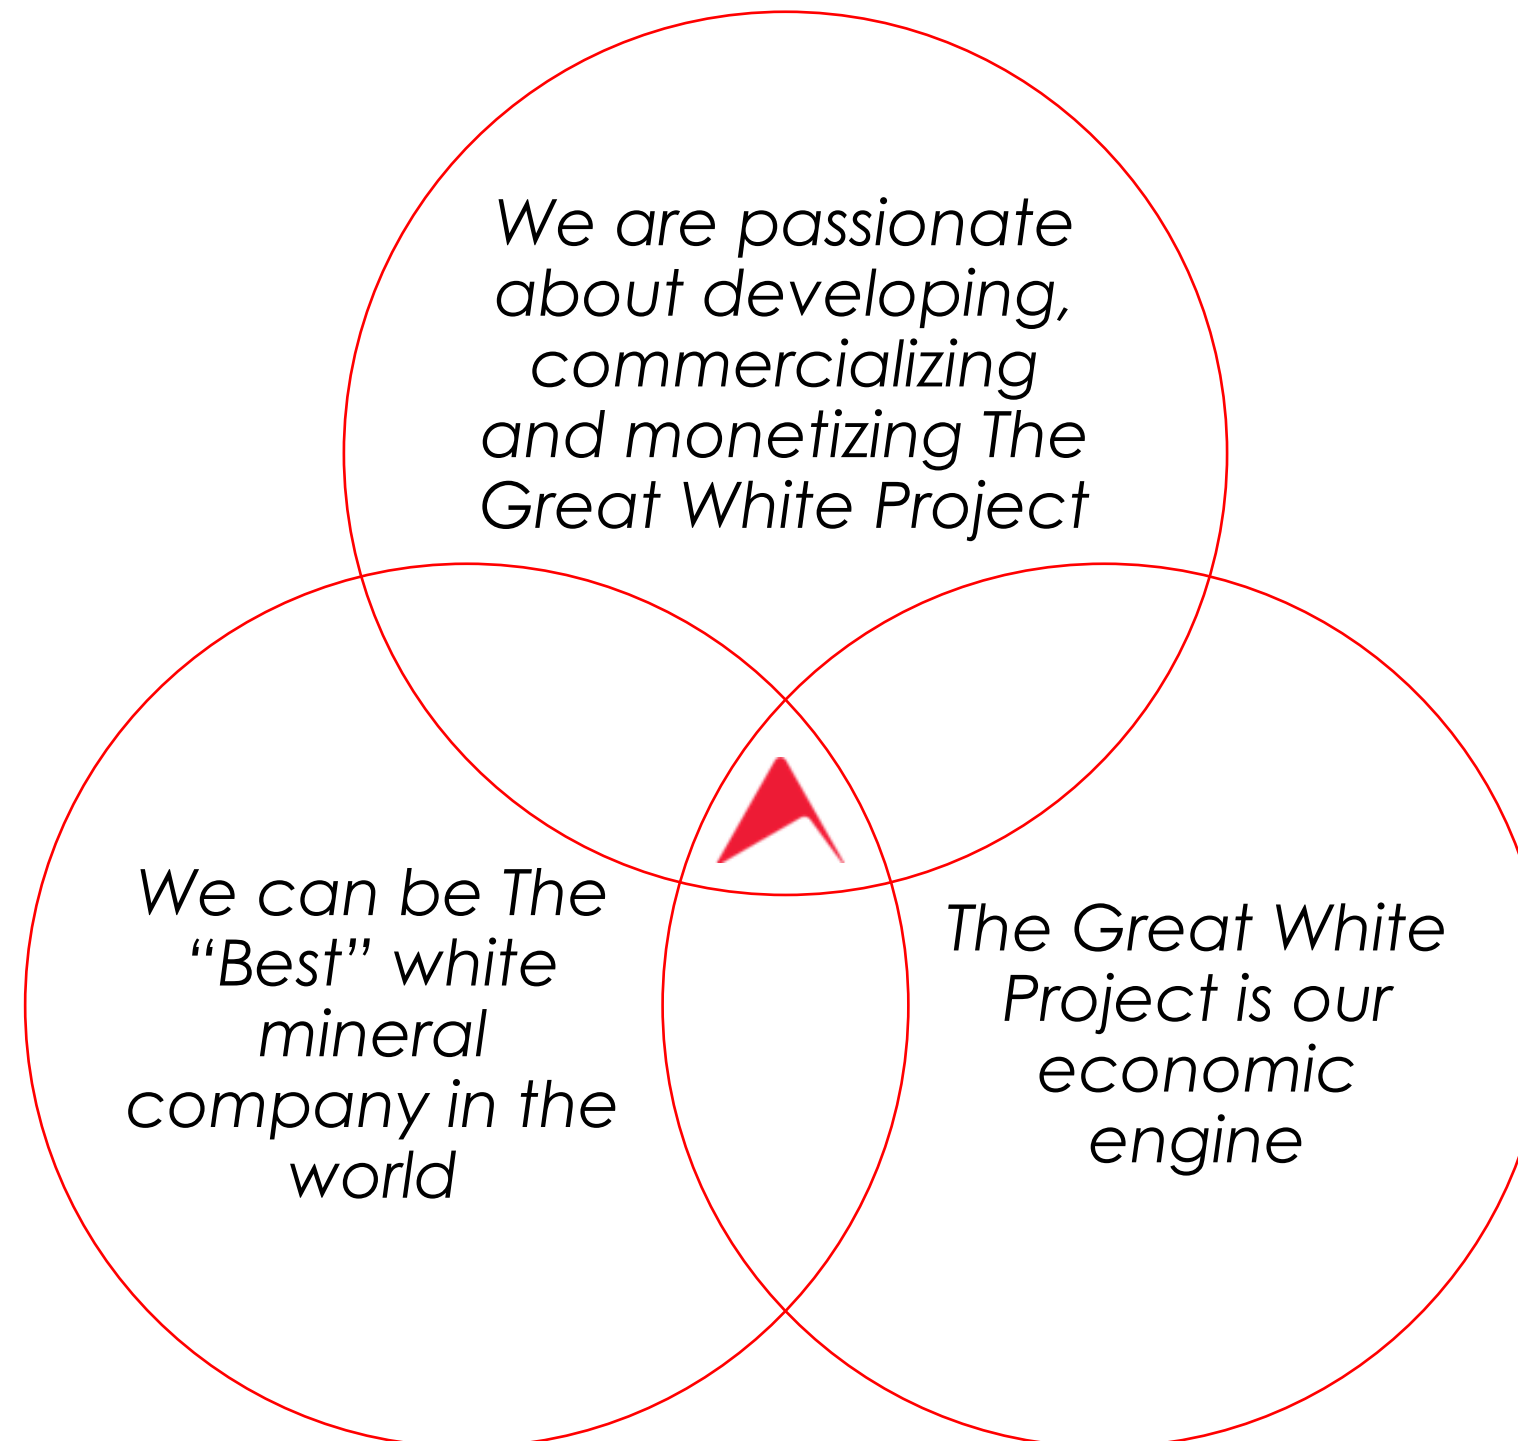 We are passionate
about developing,
commercializing
and monetizing The
Great White Project
We can be The
“Best” white
mineral
company in the
world
The Great White
Project is our
economic
engine